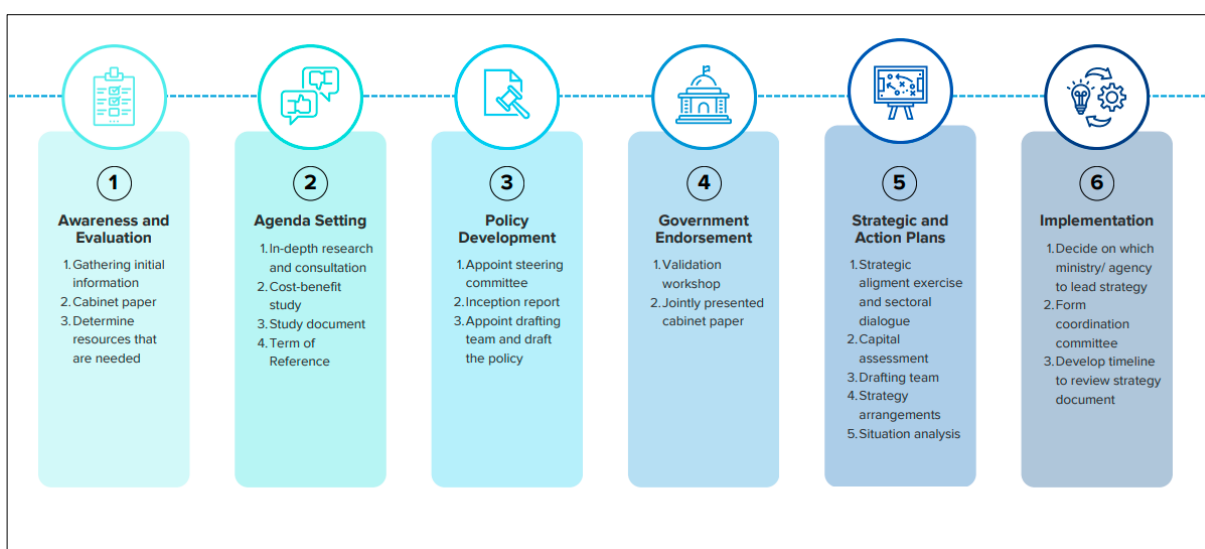 1
Awareness and
Evaluation
1. Gathering initial
information
2. Cabinet paper
3. Determine
resources that
are needed
2
Agenda Setting
1. In-depth research
and consultation
2. Cost-benefit
study
3. Study document
4. Term of
Reference
3
Policy
Development
1. Appoint steering
committee
2. Inception report
3. Appoint drafting
team and draft
the policy
4
Government
Endorsement
1. Validation
workshop
2. Jointly presented
cabinet paper
5
Strategic and
Action Plans
1. Strategic
aligment exercise
and sectoral
dialogue
2. Capital
assessment
3. Drafting team
4. Strategy
arrangements
5. Situation analysis
6
Implementation
1. Decide on which
ministry/ agency
to lead strategy
2. Form
coordination
committee
3. Develop timeline
to review strategy
document